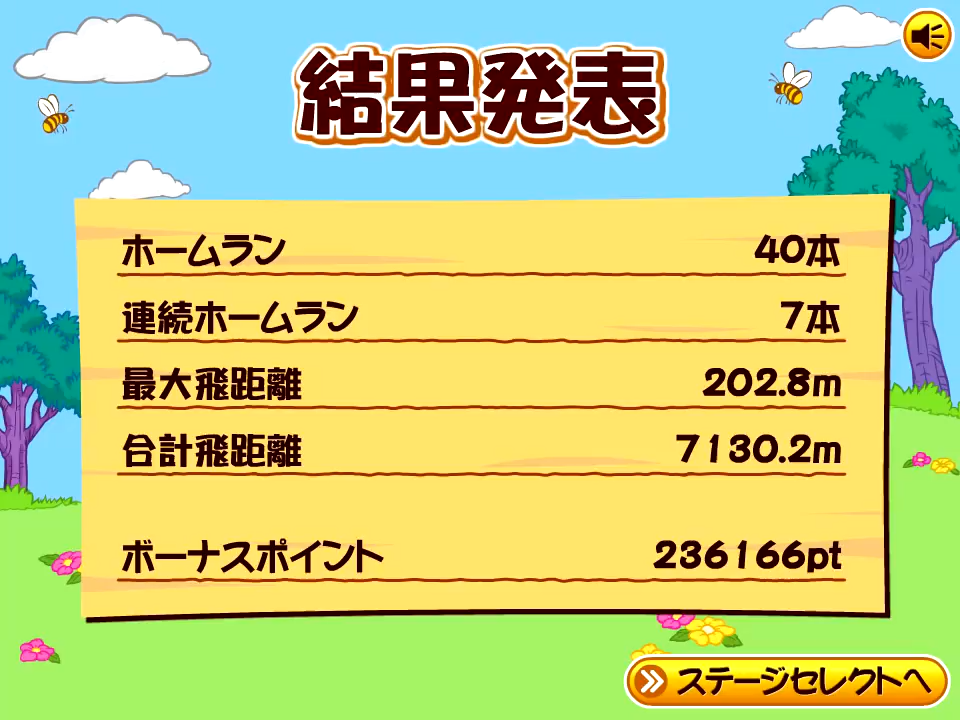 結果発表
ホームラン 40本
連続ホームラン 7本
最大飛距離 202.8m
合計飛距離 7130.2m
ボーナスポイント 236166pt
ステージセレクトへ